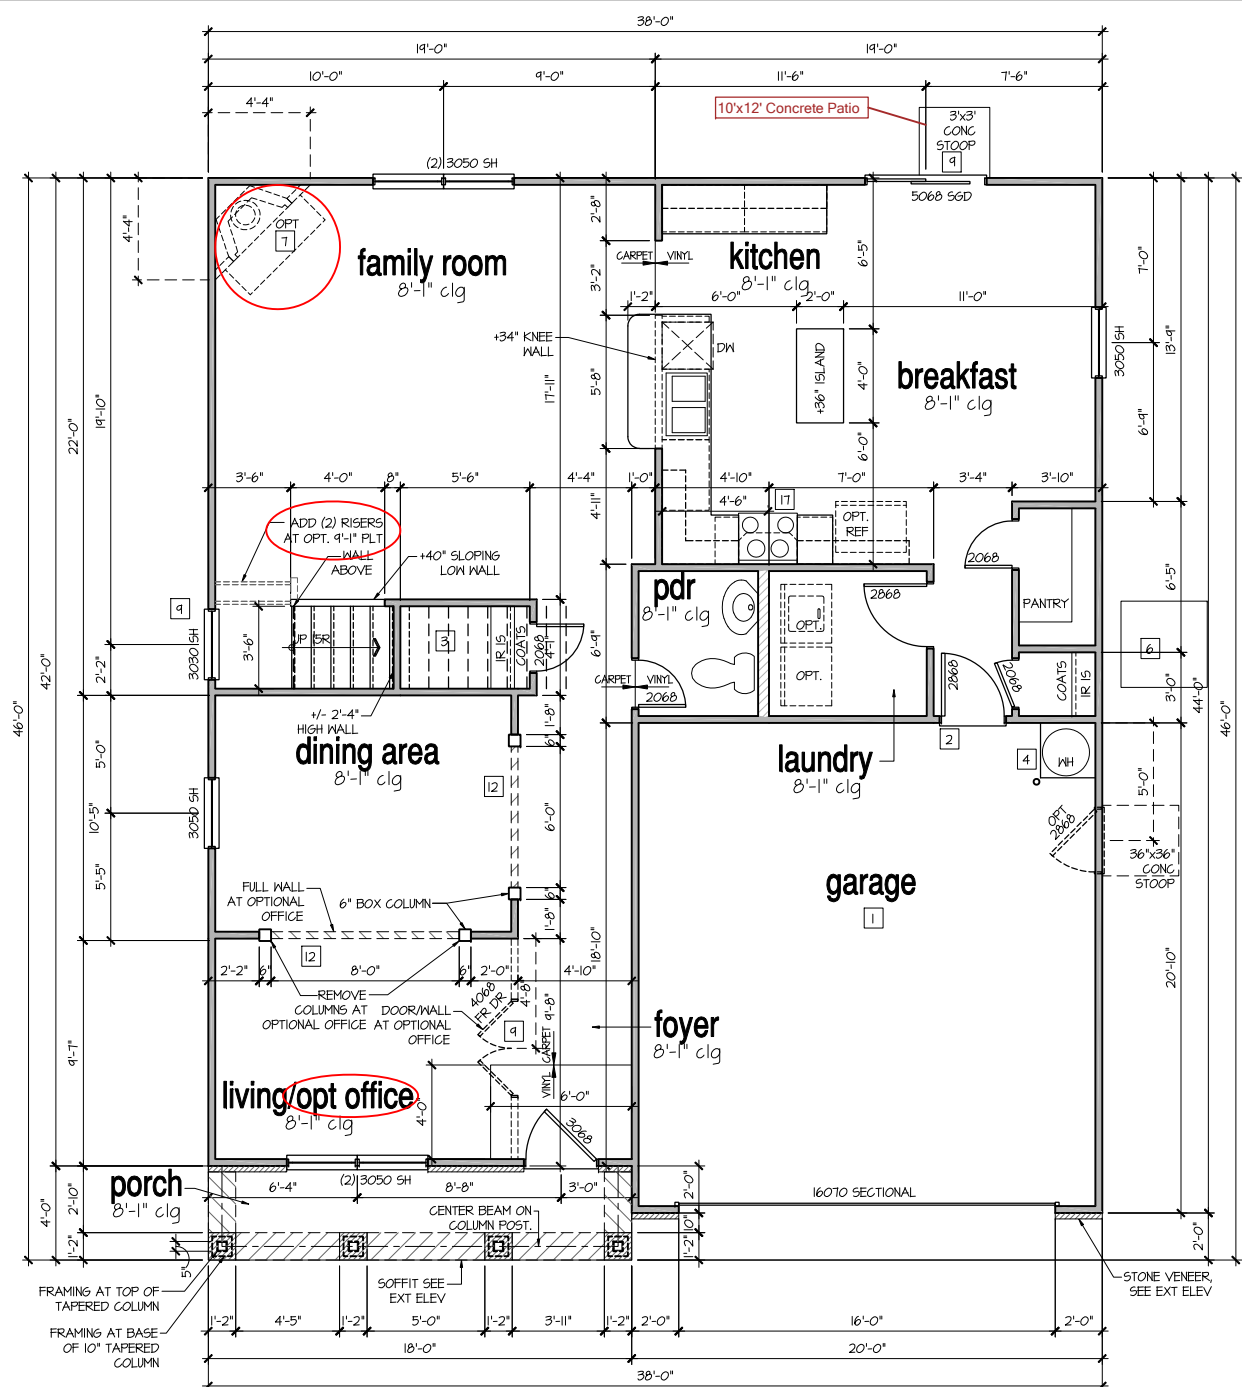 38'-0"
19'-0"
19'-0"
10'-0"
9'-0"
11'-6"
7'-6"
4'-4"
10'x12' Concrete Patio
3'x3'
CONC
STOOP
9
(2) 3050 SH
5068 SGD
4'-4"
OPT
7
family room
8'-1" clg
2'-8"
CARPET
VINYL
3'-2"
kitchen
8'-1" clg
6'-5"
7'-0"
1'-2"
6'-0"
2'-0"
11'-0"
+34" KNEE
WALL
DW
+36" ISLAND
4'-0"
3050 SH
13'-9"
breakfast
8'-1" clg
5'-8"
17'-11"
19'-10"
22'-0"
6'-0"
6'-9"
3'-6"
4'-0"
8"
5'-6"
4'-4"
1'-0"
4'-10"
7'-0"
3'-4"
3'-10"
4'-11"
4'-6"
17
OPT.
REF
ADD (2) RISERS
AT OPT. 9'-1" PLT
WALL
ABOVE
+40" SLOPING
LOW WALL
2068
pdr
8'-1" clg
2868
PANTRY
6'-5"
9
3030 SH
3'-6"
UP 15R
3
1R 1S
COATS
2068
4'-1"
6'-9"
OPT.
OPT.
6
2'-2"
42'-0"
46'-0"
CARPET
VINYL
2068
2868
2068
COATS
1R 1S
3'-0"
44'-0"
46'-0"
+/- 2'-4"
HIGH WALL
1'-8"
6"
dining area
8'-1" clg
5'-0"
12
2
4
WH
laundry
8'-1" clg
5'-0"
3050 SH
10'-5"
6'-0"
OPT
2868
36"x36"
CONC
STOOP
5'-5"
FULL WALL
AT OPTIONAL
OFFICE
6" BOX COLUMN
6"
1'-8"
garage
1
12
18'-10"
20'-10"
2'-2"
6"
8'-0"
6"
2'-0"
4'-10"
REMOVE
COLUMNS AT
OPTIONAL OFFICE
DOOR/WALL
AT OPTIONAL
OFFICE
4068
FR DR
4'-8"
9'-8"
9
CARPET
VINYL
foyer
8'-1" clg
9'-7"
living/opt office
8'-1" clg
4'-0"
6'-0"
3068
porch
8'-1" clg
6'-4"
(2) 3050 SH
8'-8"
3'-0"
2'-0"
16070 SECTIONAL
4'-0"
2'-10"
CENTER BEAM ON
COLUMN POST.
10"
1'-2"
1'-2"
2'-0"
5"
FRAMING AT TOP OF
TAPERED COLUMN
SOFFIT SEE
EXT ELEV
STONE VENEER,
SEE EXT ELEV
FRAMING AT BASE
OF 10" TAPERED
COLUMN
1'-2"
4'-5"
1'-2"
5'-0"
1'-2"
3'-11"
1'-2"
2'-0"
16'-0"
2'-0"
18'-0"
20'-0"
38'-0"